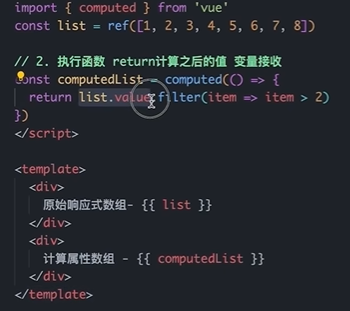 import { computed } from 'vue'
const list = ref([1, 2, 3, 4, 5, 6, 7, 8])
// 2. 执行函数 return计算之后的值 变量接收
const computedList = computed(() => {
return list.value.filter(item => item > 2)
})
</script>
<template>
<div>
原始响应式数组- {{ list }}
</div>
<div>
计算属性数组 - {{ computedList }}
</div>
</template>